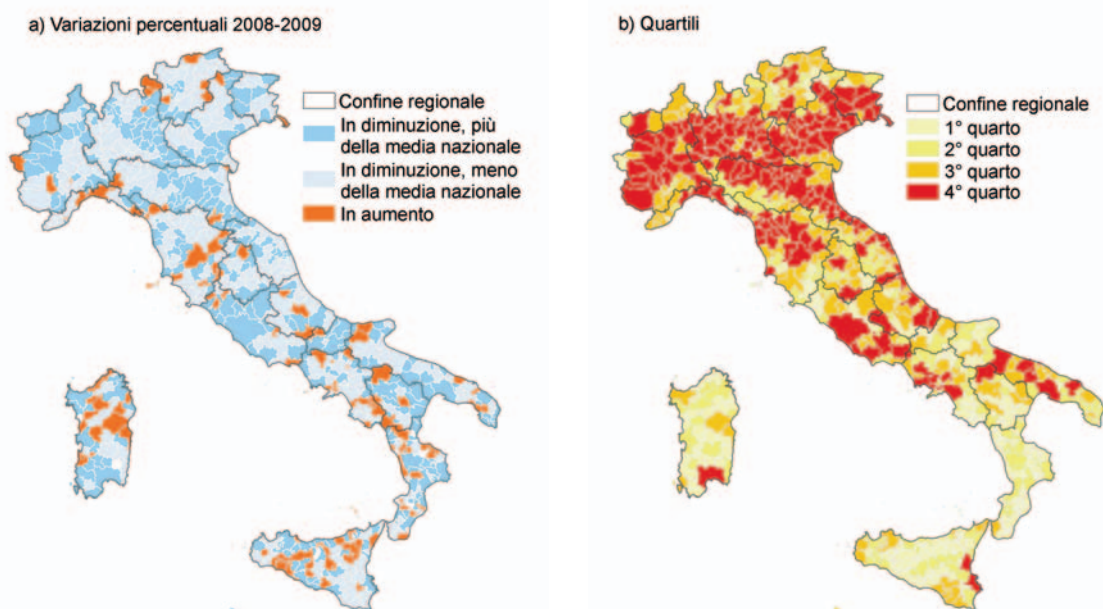 a) Variazioni percentuali 2008-2009
Confine regionale
In diminuzione, più
della media nazionale
In diminuzione, meno
della media nazionale
In aumento
b) Quartili
Confine regionale
1° quarto
2° quarto
3° quarto
4° quarto